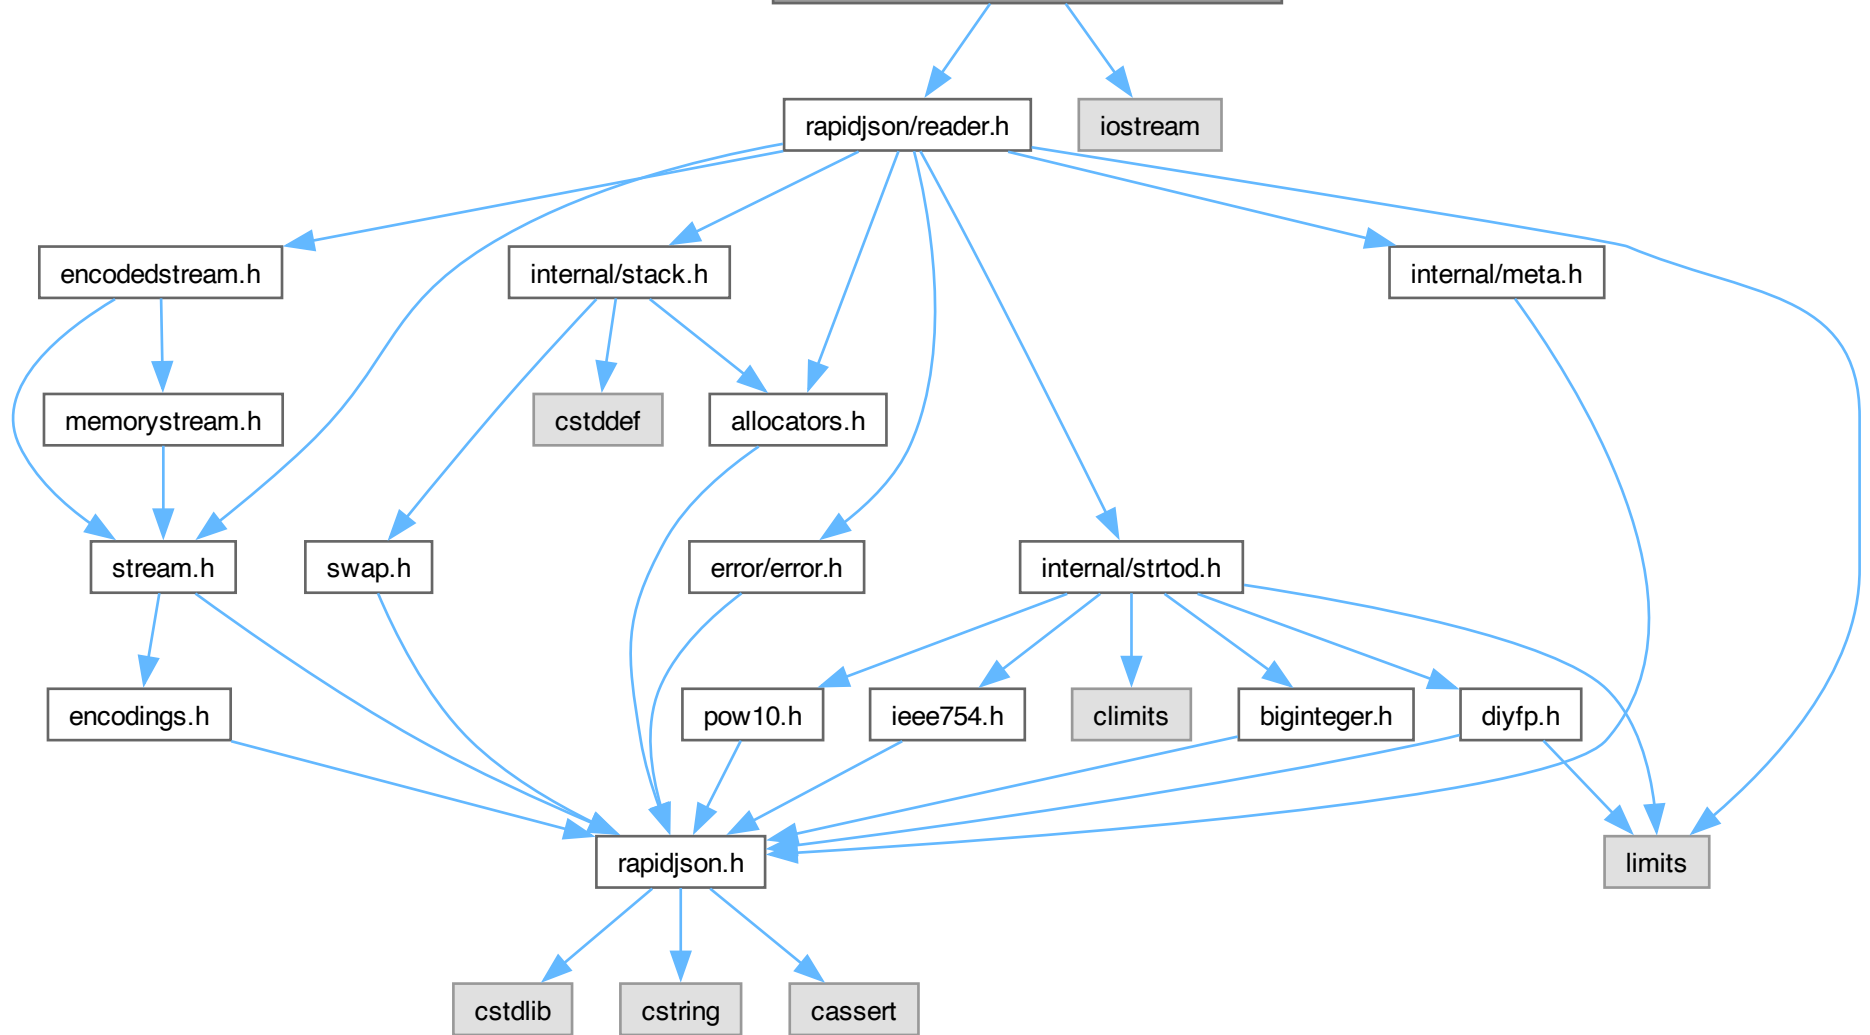 rapidjson/reader.h
iostream
encodedstream.h
internal/stack.h
internal/meta.h
memorystream.h
cstddef
allocators.h
stream.h
swap.h
error/error.h
internal/strtod.h
encodings.h
pow10.h
ieee754.h
climits
biginteger.h
diyfp.h
rapidjson.h
limits
cstdlib
cstring
cassert